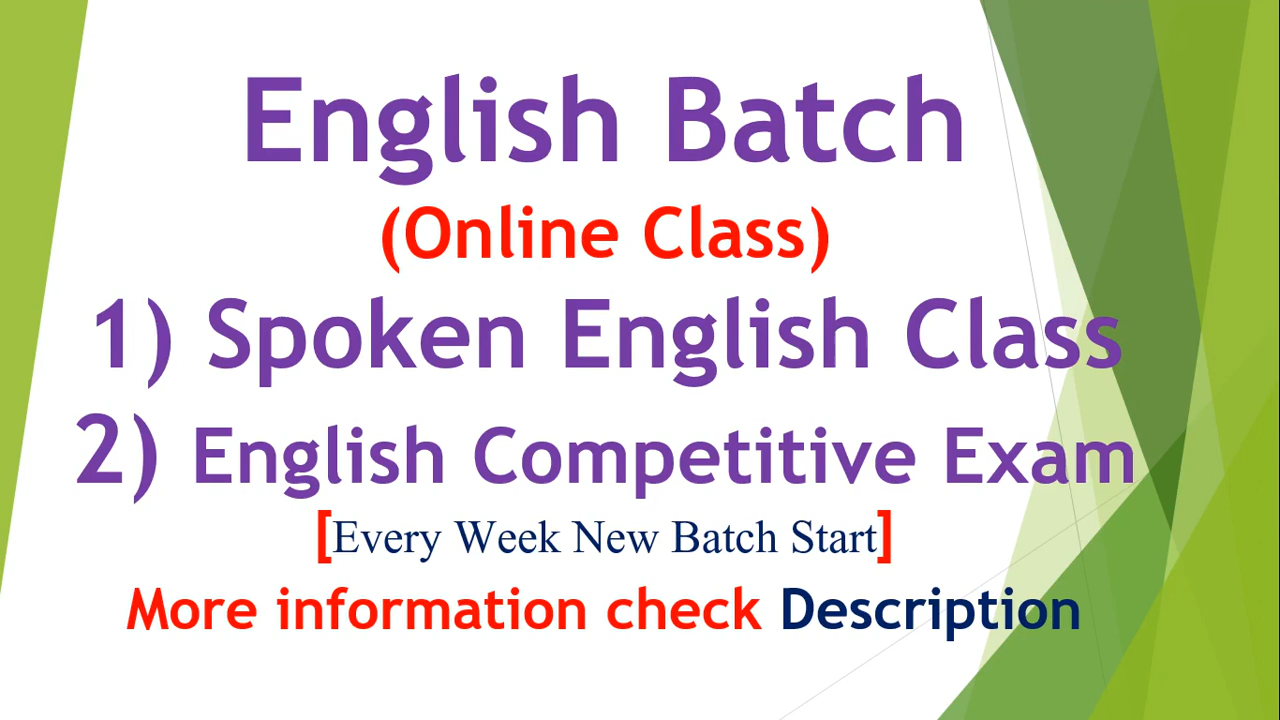 English Batch
(Online Class)
1) Spoken English Class
2) English Competitive Exam
[Every Week New Batch Start]
More information check Description